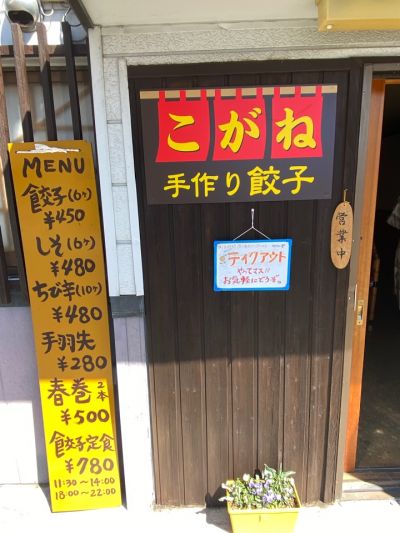 MENU
餃子(6ヶ)
¥450
しそ(6ヶ)
¥480
ちび辛(10ヶ)
¥480
手羽先
¥280
春巻2本
¥500
餃子定食
¥780
11:30〜14:00
18:00〜22:00
こがね
手作り餃子
テイクアウト
やってマス!!
お気軽にどうぞ。
営業中